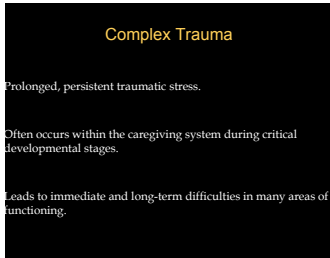 Complex Trauma
Prolonged, persistent traumatic stress.
Often occurs within the caregiving system during critical
developmental stages.
Leads to immediate and long-term difficulties in many areas of
functioning.